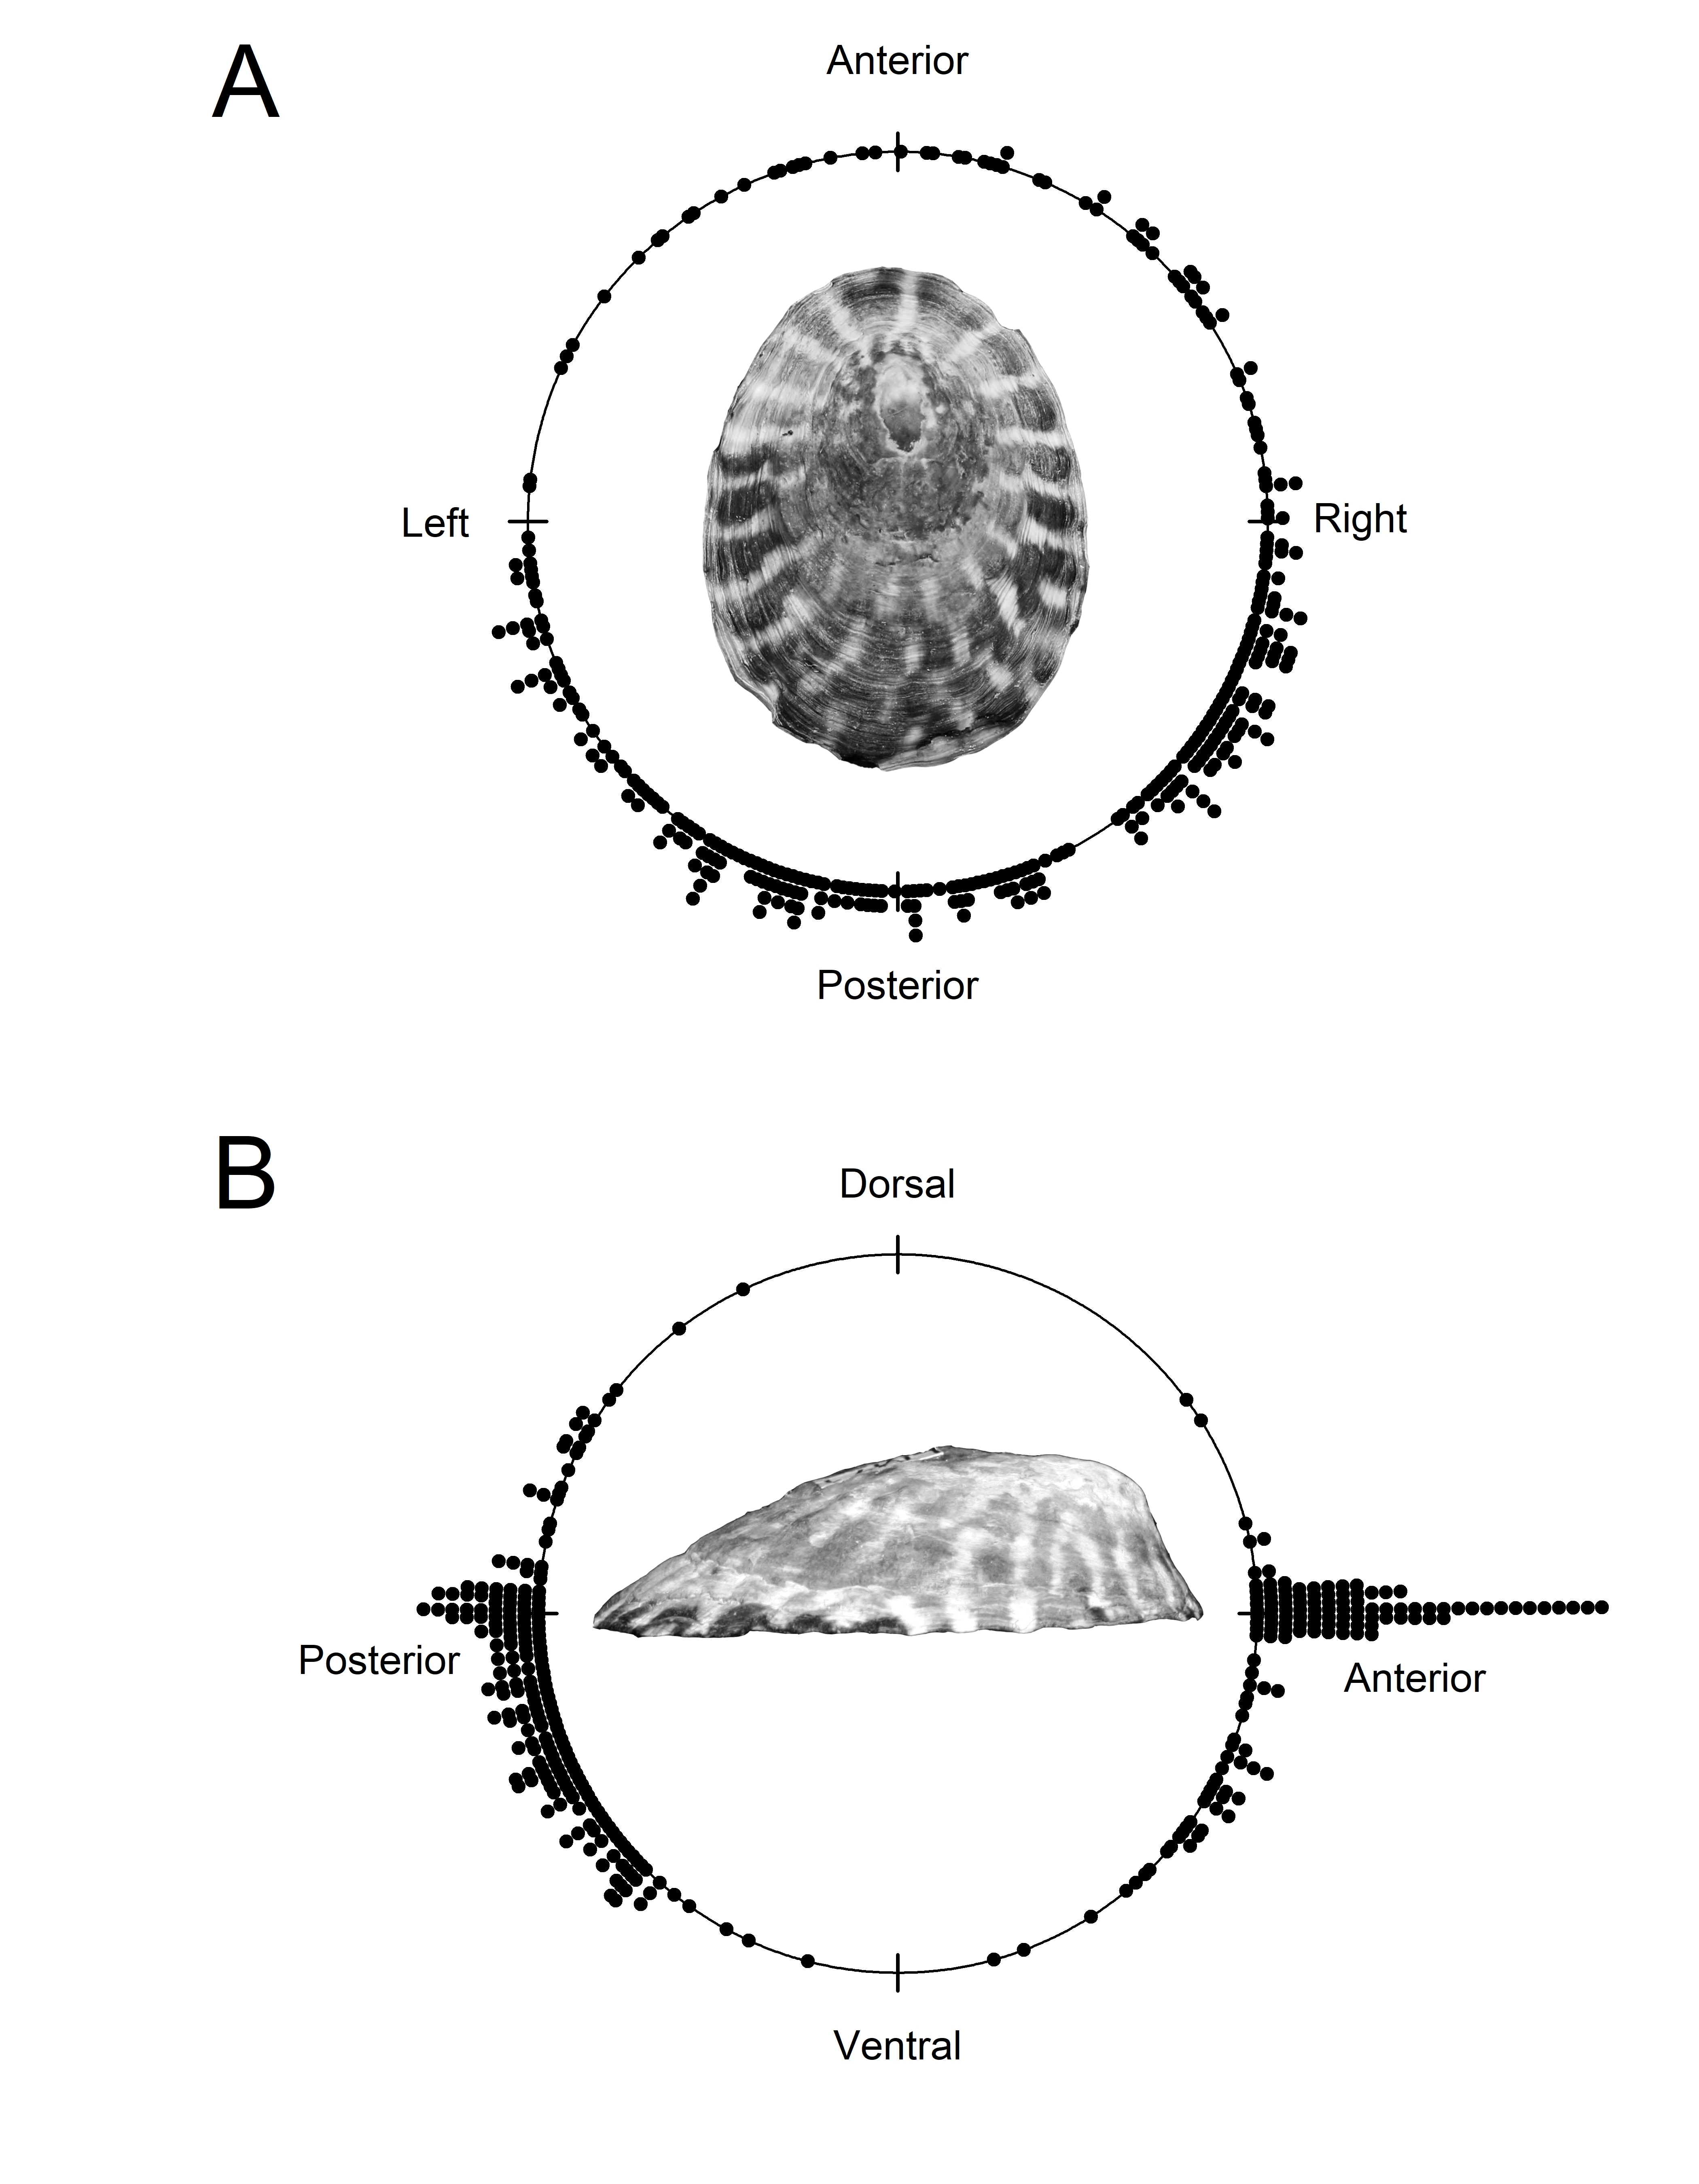 A
Anterior
Left
Right
Posterior
B
Dorsal
Posterior
Anterior
Ventral